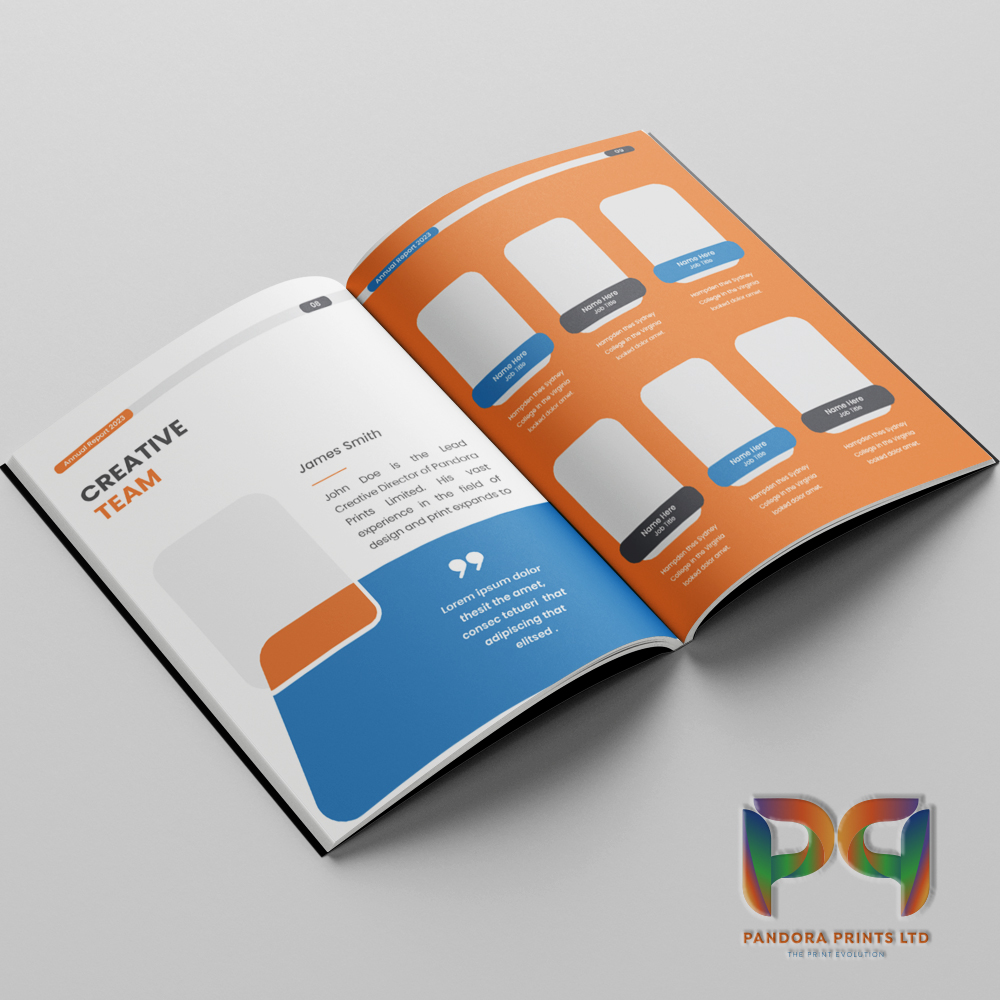 08
Annual Report 2023
CREATIVE
TEAM
James Smith
John Doe is the Lead
Creative Director of Pandora
Prints Limited. His vast
experience in the field of
design and print expands to
”
Lorem ipsum dolor
thesit the amet,
consec tetueri that
adipiscing that
elitsed .
Annual Report 2023
09
Name Here
Job Title
Hampden thes Sydney
College in the Virginia
looked dolor amet.
Name Here
Job Title
Hampden thes Sydney
College in the Virginia
looked dolor amet.
Name Here
Job Title
Hampden thes Sydney
College in the Virginia
looked dolor amet.
Name Here
Job Title
Hampden thes Sydney
College in the Virginia
looked dolor amet.
Name Here
Job Title
Hampden thes Sydney
College in the Virginia
looked dolor amet.
Name Here
Job Title
Hampden thes Sydney
College in the Virginia
looked dolor amet.
PANDORA PRINTS LTD
THE PRINT EVOLUTION